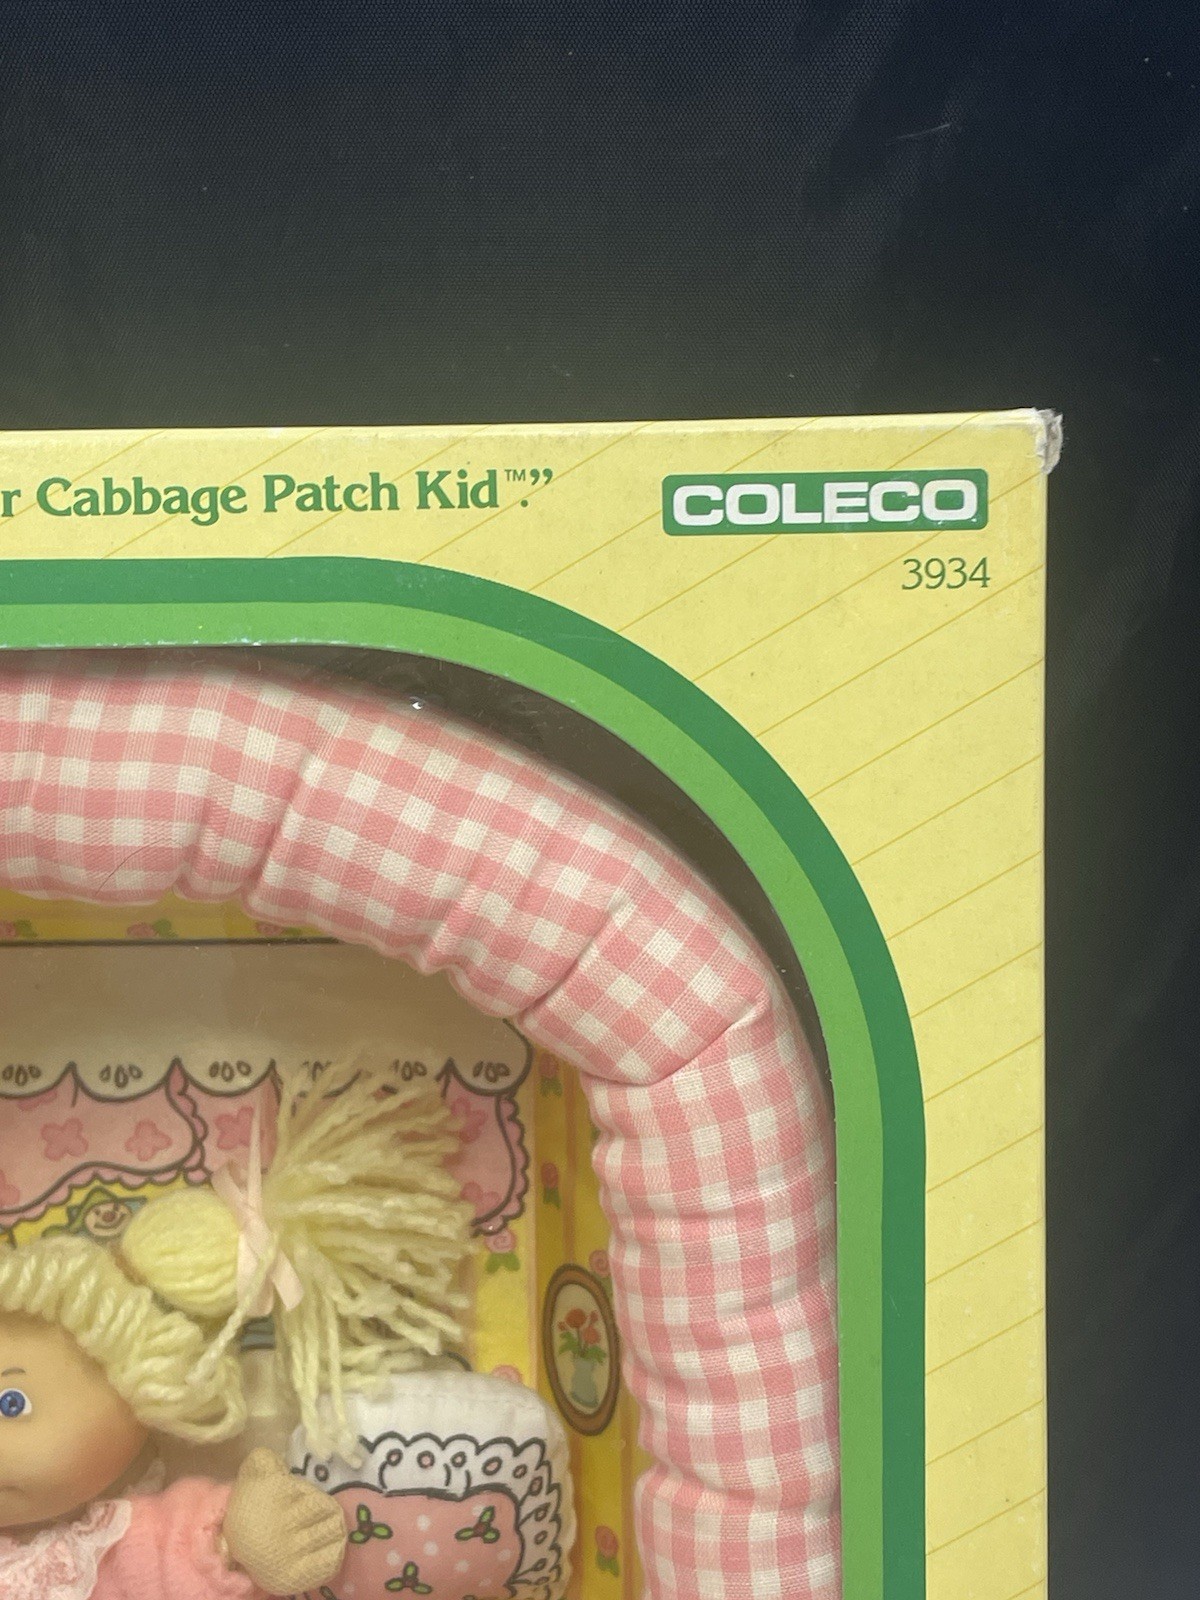 r Cabbage Patch Kid™.”
COLECO
3934